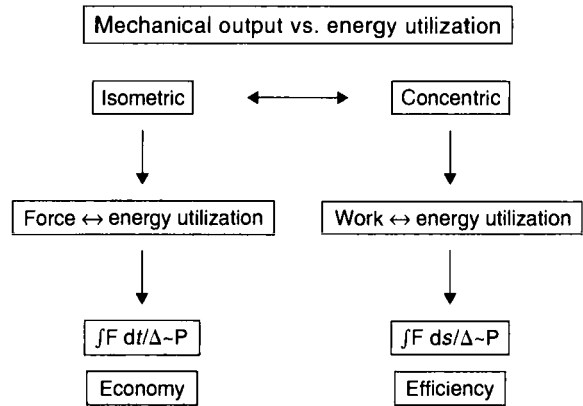 Mechanical output vs. energy utilization
Isometric
Concentric
Force ↔ energy utilization
Work ↔ energy utilization
∫F dt/Δ~P
∫F ds/Δ~P
Economy
Efficiency